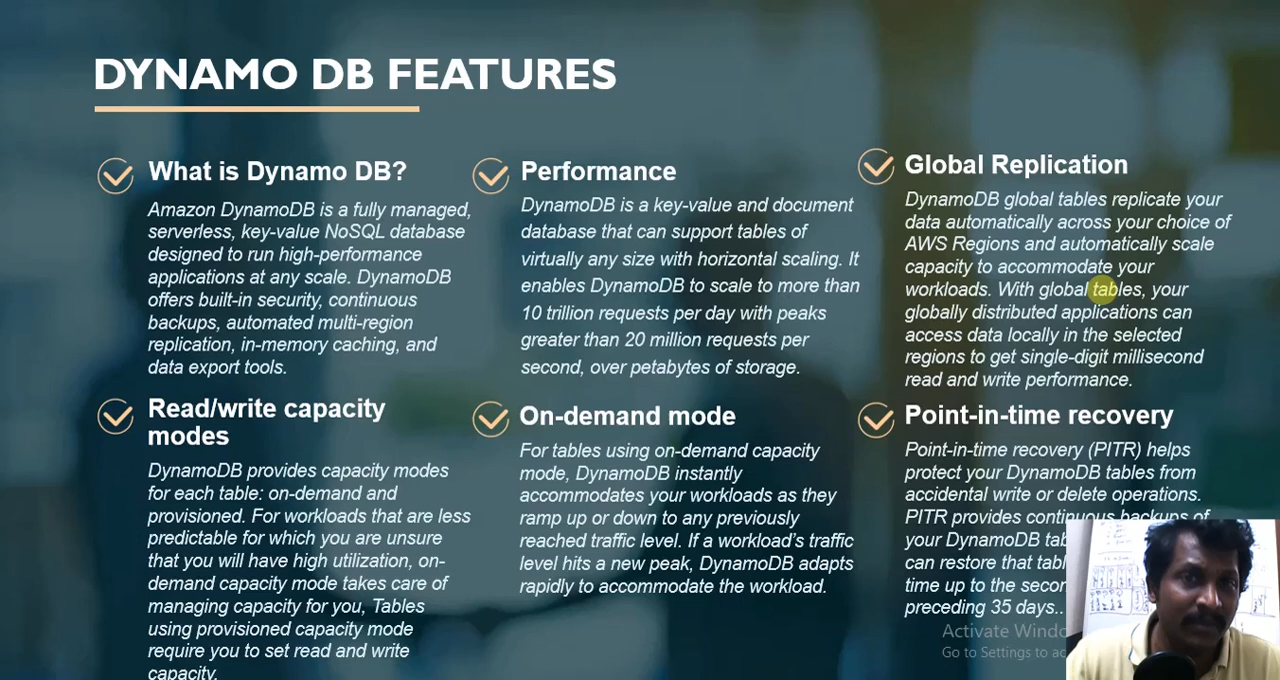 DYNAMO DB FEATURES
What is Dynamo DB?
Amazon DynamoDB is a fully managed,
serverless, key-value NoSQL database
designed to run high-performance
applications at any scale. DynamoDB
offers built-in security, continuous
backups, automated multi-region
replication, in-memory caching, and
data export tools.
Performance
DynamoDB is a key-value and document
database that can support tables of
virtually any size with horizontal scaling. It
enables DynamoDB to scale to more than
10 trillion requests per day with peaks
greater than 20 million requests per
second, over petabytes of storage.
Global Replication
DynamoDB global tables replicate your
data automatically across your choice of
AWS Regions and automatically scale
capacity to accommodate your
workloads. With global tables, your
globally distributed applications can
access data locally in the selected
regions to get single-digit millisecond
read and write performance.
Read/write capacity
modes
DynamoDB provides capacity modes
for each table: on-demand and
provisioned. For workloads that are less
predictable for which you are unsure
that you will have high utilization, on-
demand capacity mode takes care of
managing capacity for you, Tables
using provisioned capacity mode
require you to set read and write
capacity.
On-demand mode
For tables using on-demand capacity
mode, DynamoDB instantly
accommodates your workloads as they
ramp up or down to any previously
reached traffic level. If a workload's traffic
level hits a new peak, DynamoDB adapts
rapidly to accommodate the workload.
Point-in-time recovery
Point-in-time recovery (PITR) helps
protect your DynamoDB tables from
accidental write or delete operations.
PITR provides continuous backups of
your DynamoDB
can restore that
time up to the
preceding 35 days..
Activate
Go to Settings to